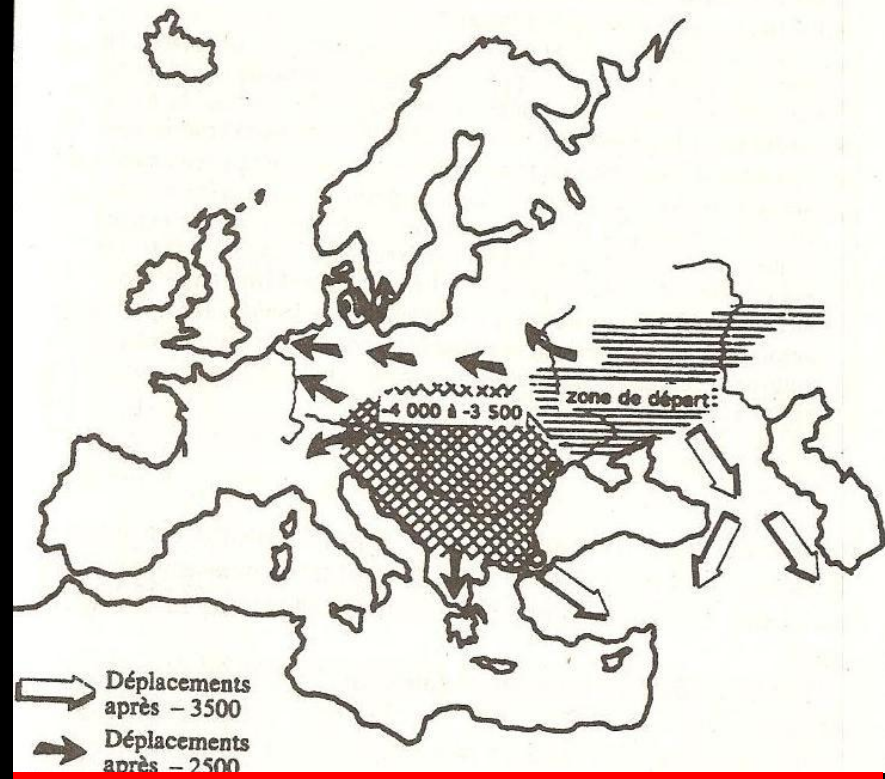 -4 000 à -3 500
zone de départ
Déplacements
après – 3500
Déplacements
après – 2500